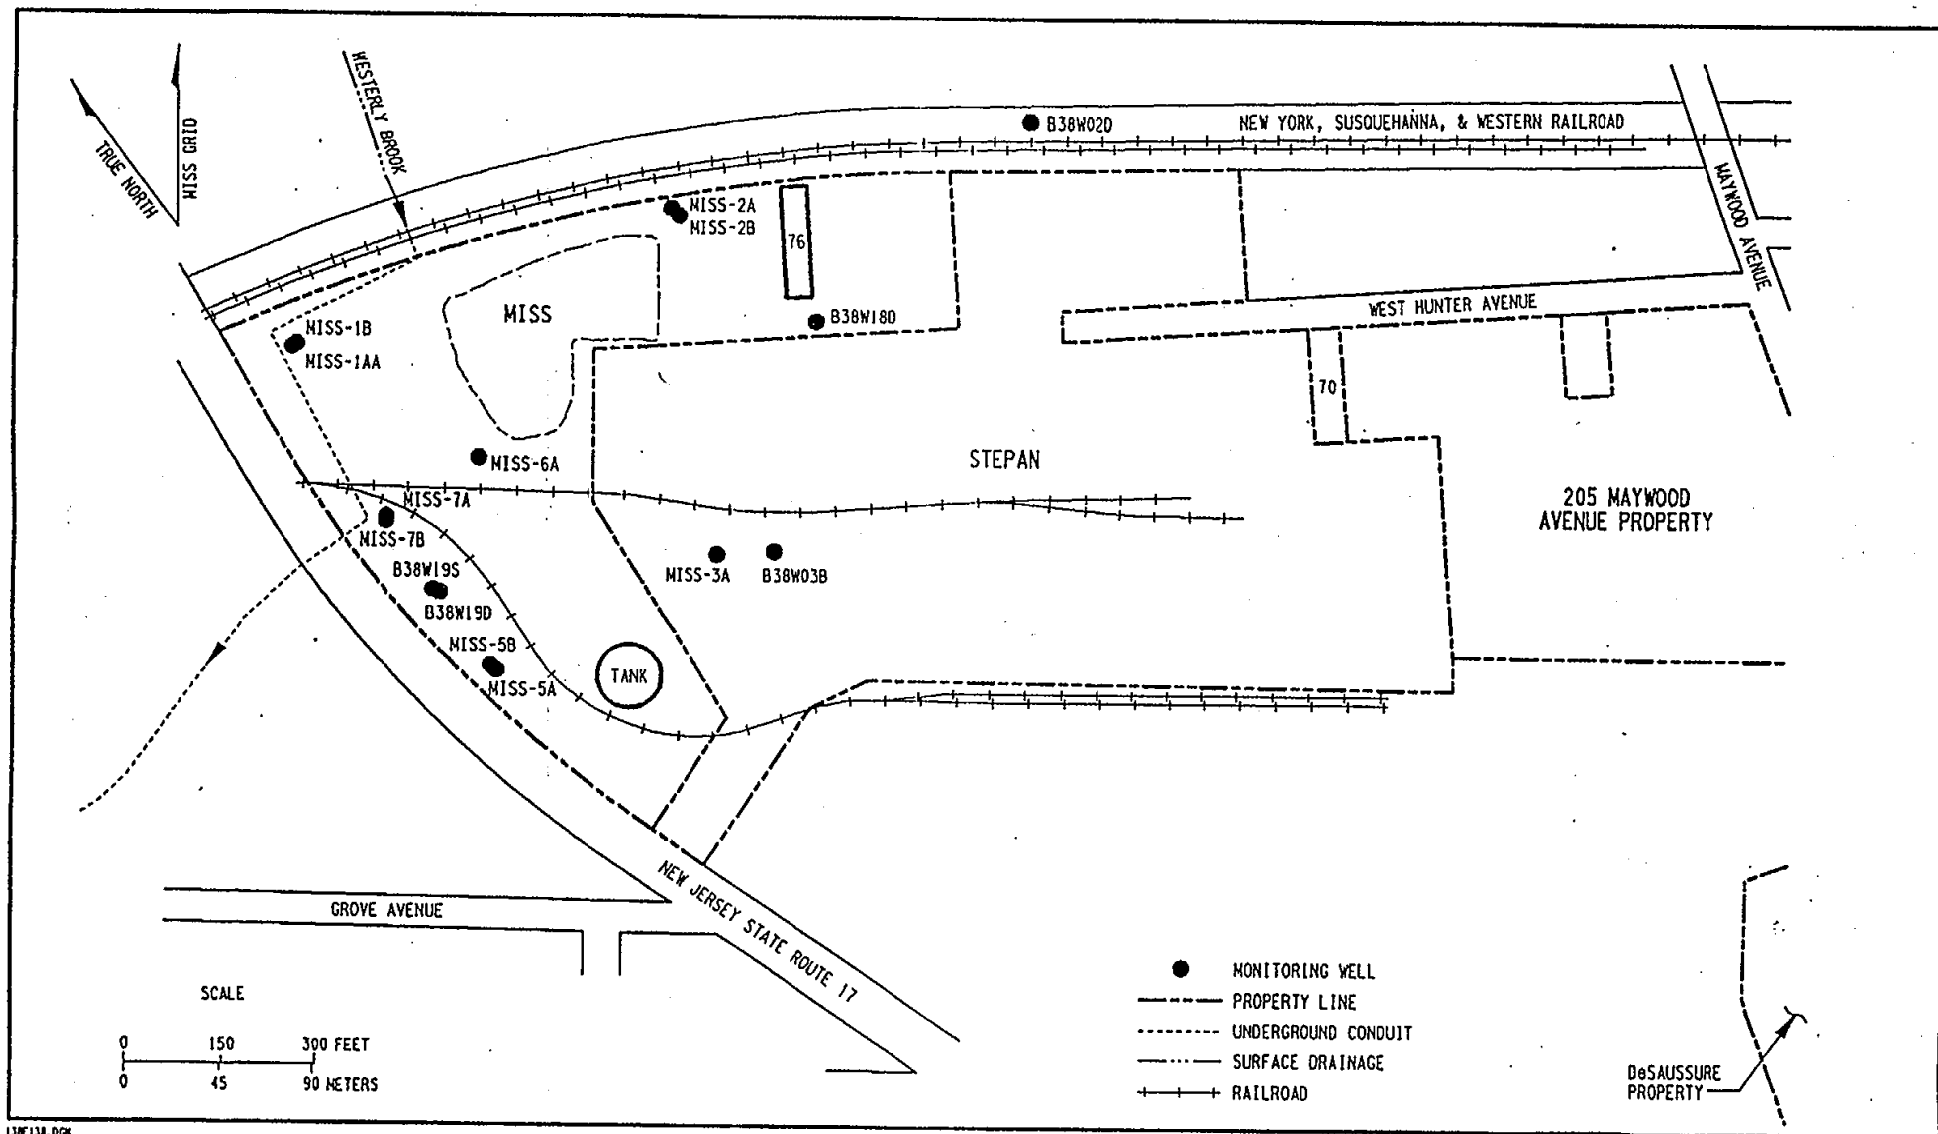 WESTERLY BROOK
MISS GRID
TRUE NORTH
B38W02D
NEW YORK, SUSQUEHANNA, & WESTERN RAILROAD
MAYWOOD AVENUE
MISS-2A
MISS-2B
76
MISS
B38W18D
WEST HUNTER AVENUE
MISS-1B
MISS-1AA
70
STEPAN
MISS-6A
205 MAYWOOD
AVENUE PROPERTY
MISS-7A
MISS-7B
MISS-3A
B38W03B
B38W19S
B38W19D
MISS-5B
MISS-5A
TANK
NEW JERSEY STATE ROUTE 17
GROVE AVENUE
SCALE
0 150 300 FEET
0 45 90 METERS
MONITORING WELL
PROPERTY LINE
UNDERGROUND CONDUIT
SURFACE DRAINAGE
RAILROAD
DeSAUSSURE
PROPERTY